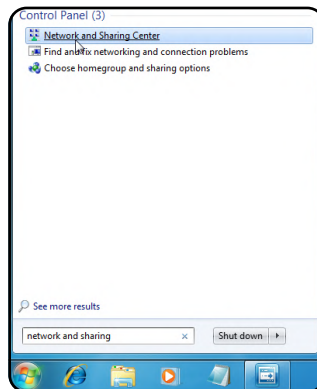 Control Panel (3)
Network and Sharing Center
Find and fix networking and connection problems
Choose homegroup and sharing options
See more results
network and sharing
Shut down